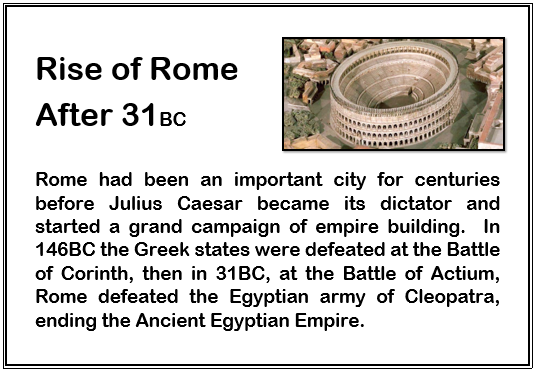 Rise of Rome
After 31BC
Rome had been an important city for centuries
before Julius Caesar became its dictator and
started a grand campaign of empire building.  In
146BC the Greek states were defeated at the Battle
of Corinth, then in 31BC, at the Battle of Actium,
Rome defeated the Egyptian army of Cleopatra,
ending the Ancient Egyptian Empire.